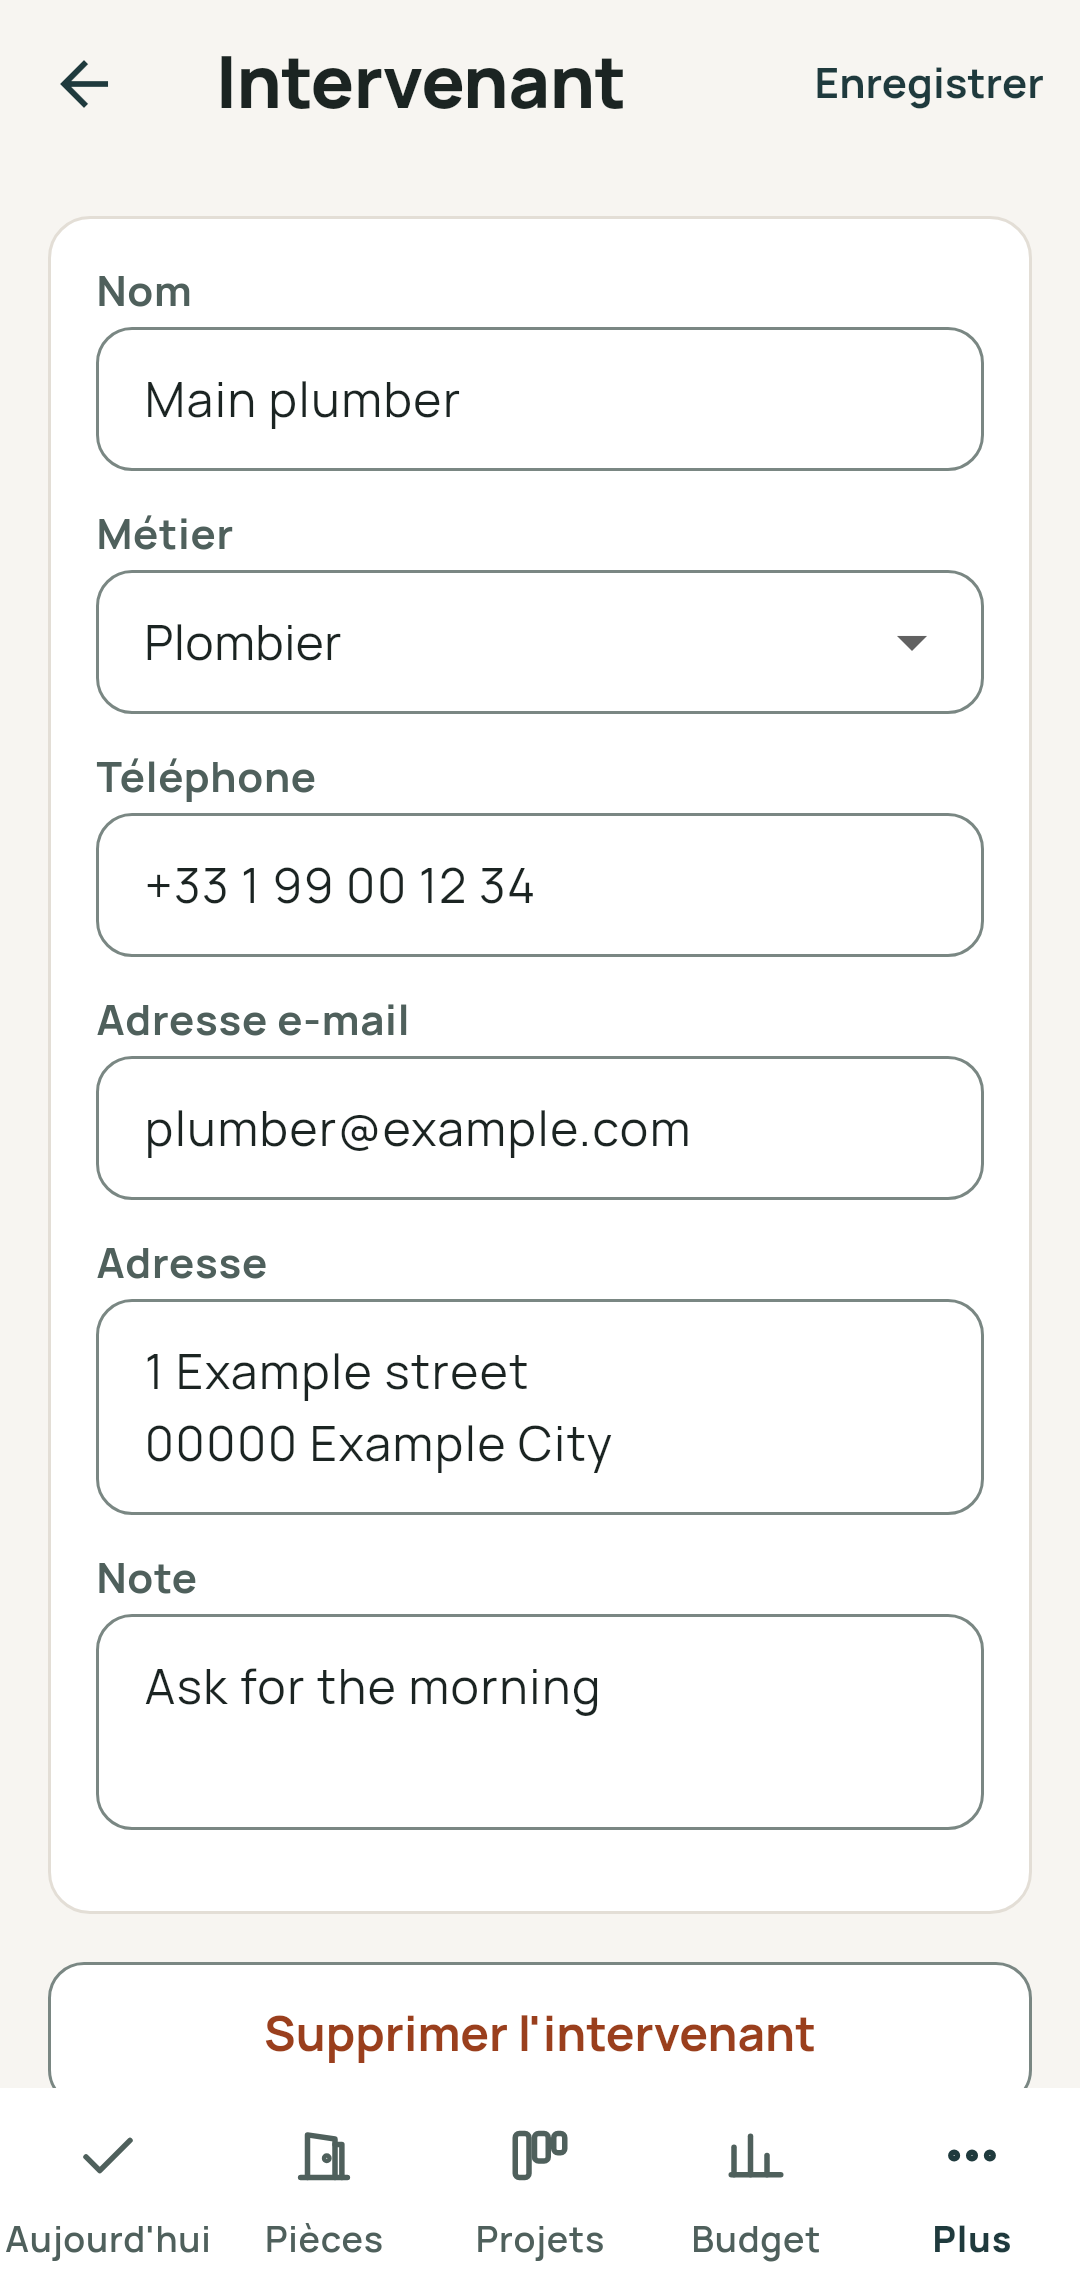 Intervenant
Enregistrer
Nom
Main plumber
Métier
Plombier
Téléphone
+33 1 99 00 12 34
Adresse e-mail
plumber@example.com
Adresse
1 Example street
00000 Example City
Note
Ask for the morning
Supprimer l'intervenant
Aujourd'hui
Pièces
Projets
Budget
Plus